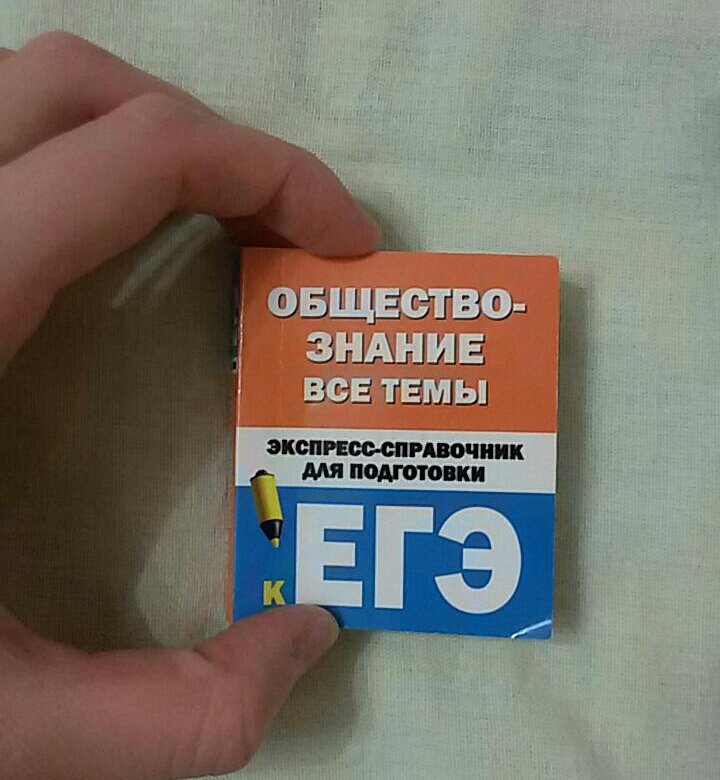 ОБЩЕСТВО-
ЗНАНИЕ
ВСЕ ТЕМЫ
ЭКСПРЕСС-СПРАВОЧНИК
ДЛЯ ПОДГОТОВКИ
К ЕГЭ